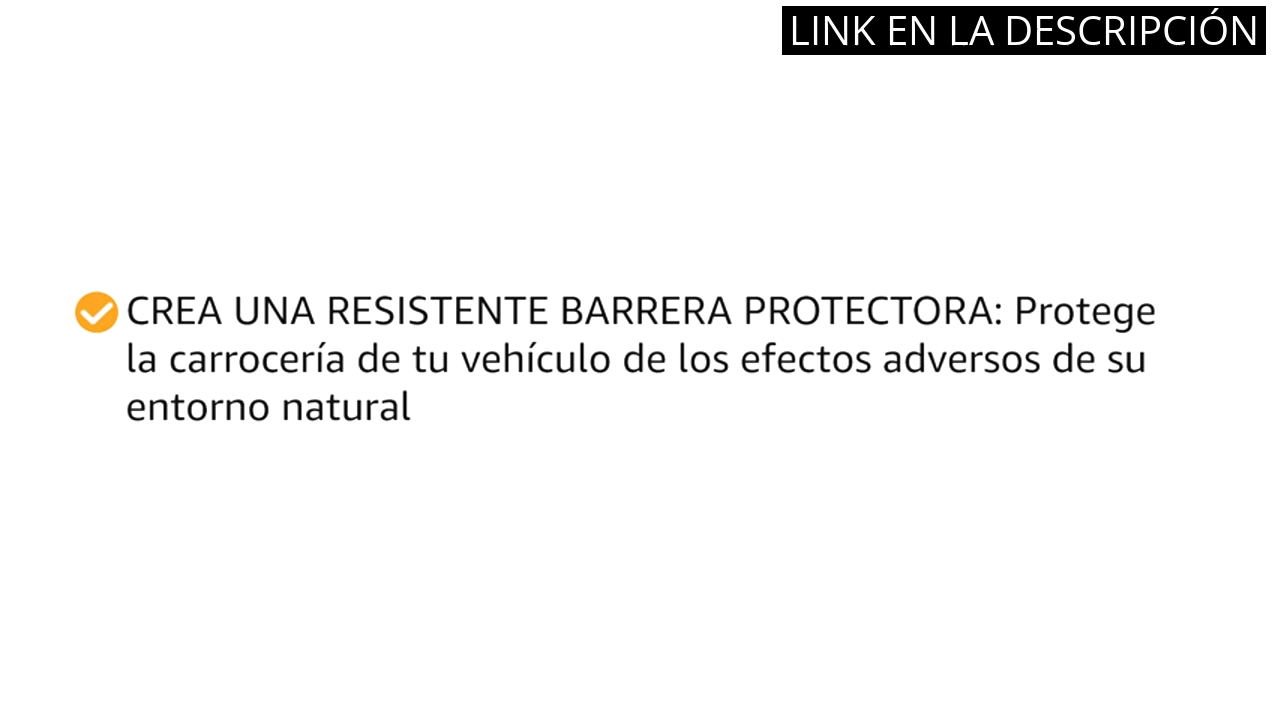 LINK EN LA DESCRIPCIÓN
CREA UNA RESISTENTE BARRERA PROTECTORA: Protege
la carrocería de tu vehículo de los efectos adversos de su
entorno natural